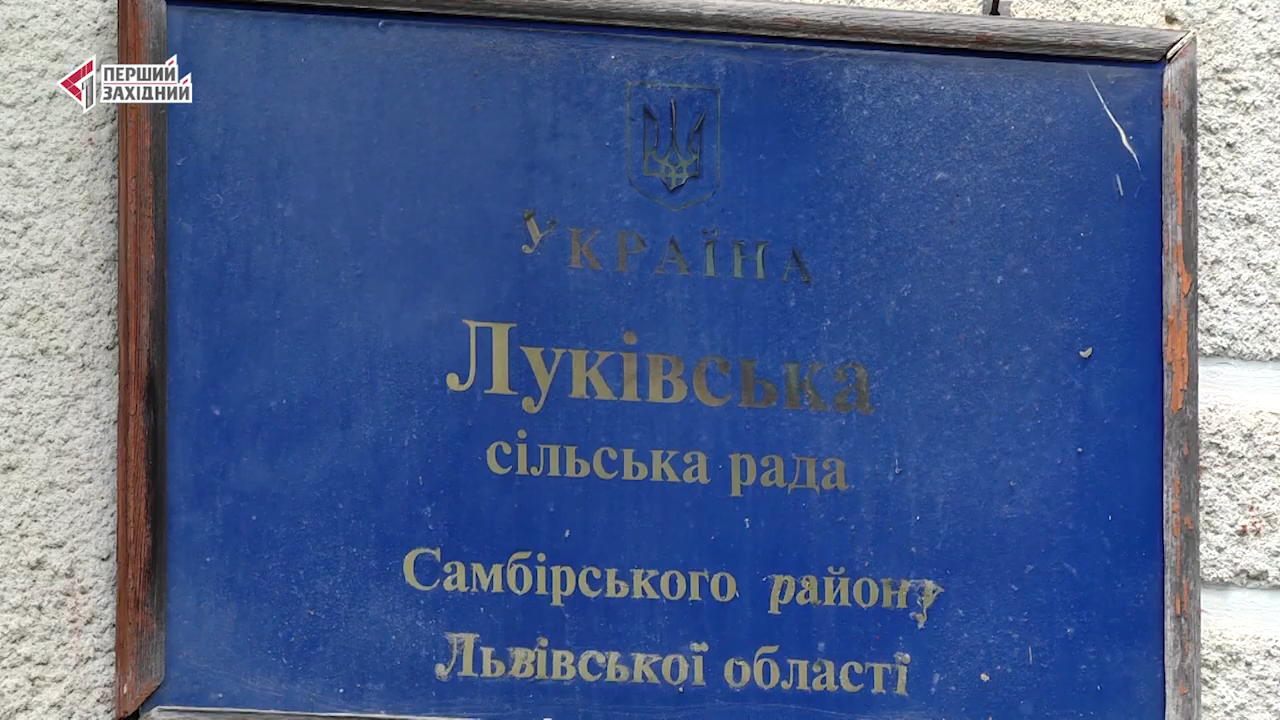 ПЕРШИЙ
ЗАХІДНИЙ
УКРАЇНА
Луківська
сільська рада
Самбірського району
Львівської області